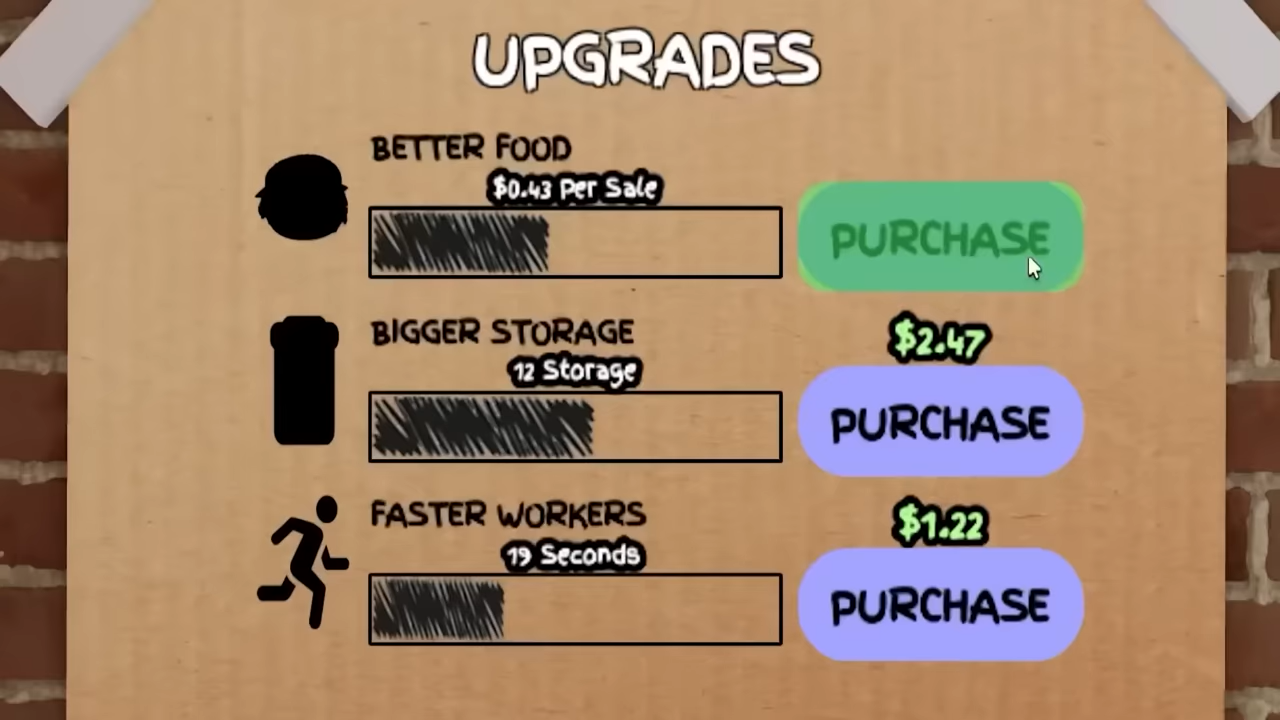 UPGRADES
BETTER FOOD
$0.43 Per Sale
PURCHASE
BIGGER STORAGE
12 Storage
$2.47
PURCHASE
FASTER WORKERS
19 Seconds
$1.22
PURCHASE